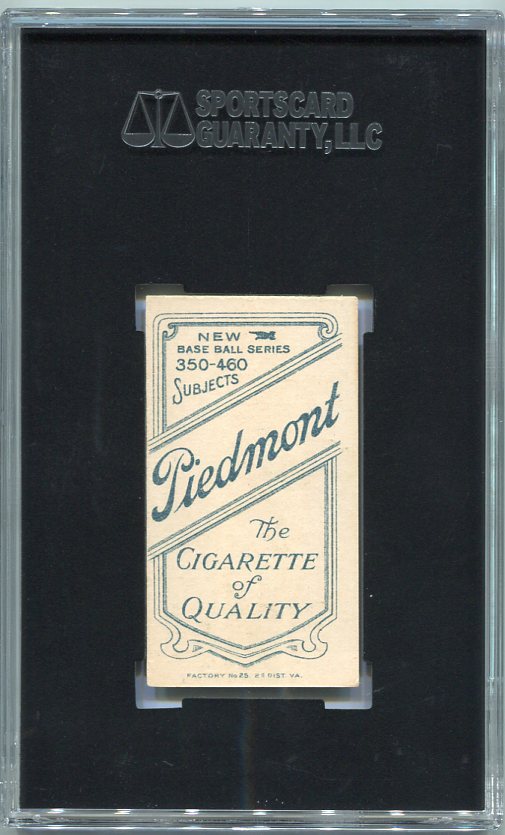 SPORTSCARD
GUARANTY, LLC
NEW
BASE BALL SERIES
350-460
SUBJECTS
Piedmont
The
CIGARETTE
of
QUALITY
FACTORY No 25. 2ᴰ DIST. VA.